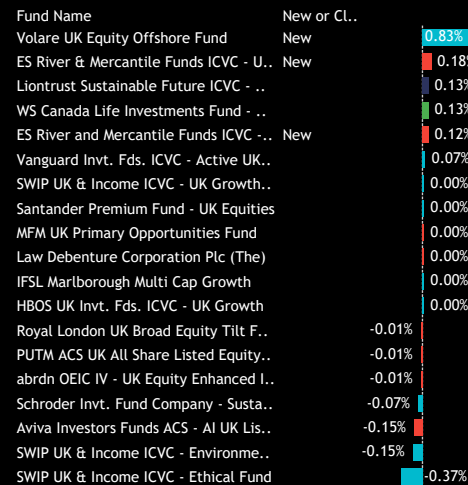 Fund Name New or Cl..
Volare UK Equity Offshore Fund New 0.83%
ES River & Mercantile Funds ICVC - U.. New 0.18%
Liontrust Sustainable Future ICVC - .. 0.13%
WS Canada Life Investments Fund - .. 0.13%
ES River and Mercantile Funds ICVC -.. New 0.12%
Vanguard Invt. Fds. ICVC - Active UK.. 0.07%
SWIP UK & Income ICVC - UK Growth.. 0.00%
Santander Premium Fund - UK Equities 0.00%
MFM UK Primary Opportunities Fund 0.00%
Law Debenture Corporation Plc (The) 0.00%
IFSL Marlborough Multi Cap Growth 0.00%
HBOS UK Invt. Fds. ICVC - UK Growth 0.00%
Royal London UK Broad Equity Tilt F.. -0.01%
PUTM ACS UK All Share Listed Equity.. -0.01%
abrdn OEIC IV - UK Equity Enhanced I.. -0.01%
Schroder Invt. Fund Company - Susta.. -0.07%
Aviva Investors Funds ACS - AI UK Lis.. -0.15%
SWIP UK & Income ICVC - Environme.. -0.15%
SWIP UK & Income ICVC - Ethical Fund -0.37%